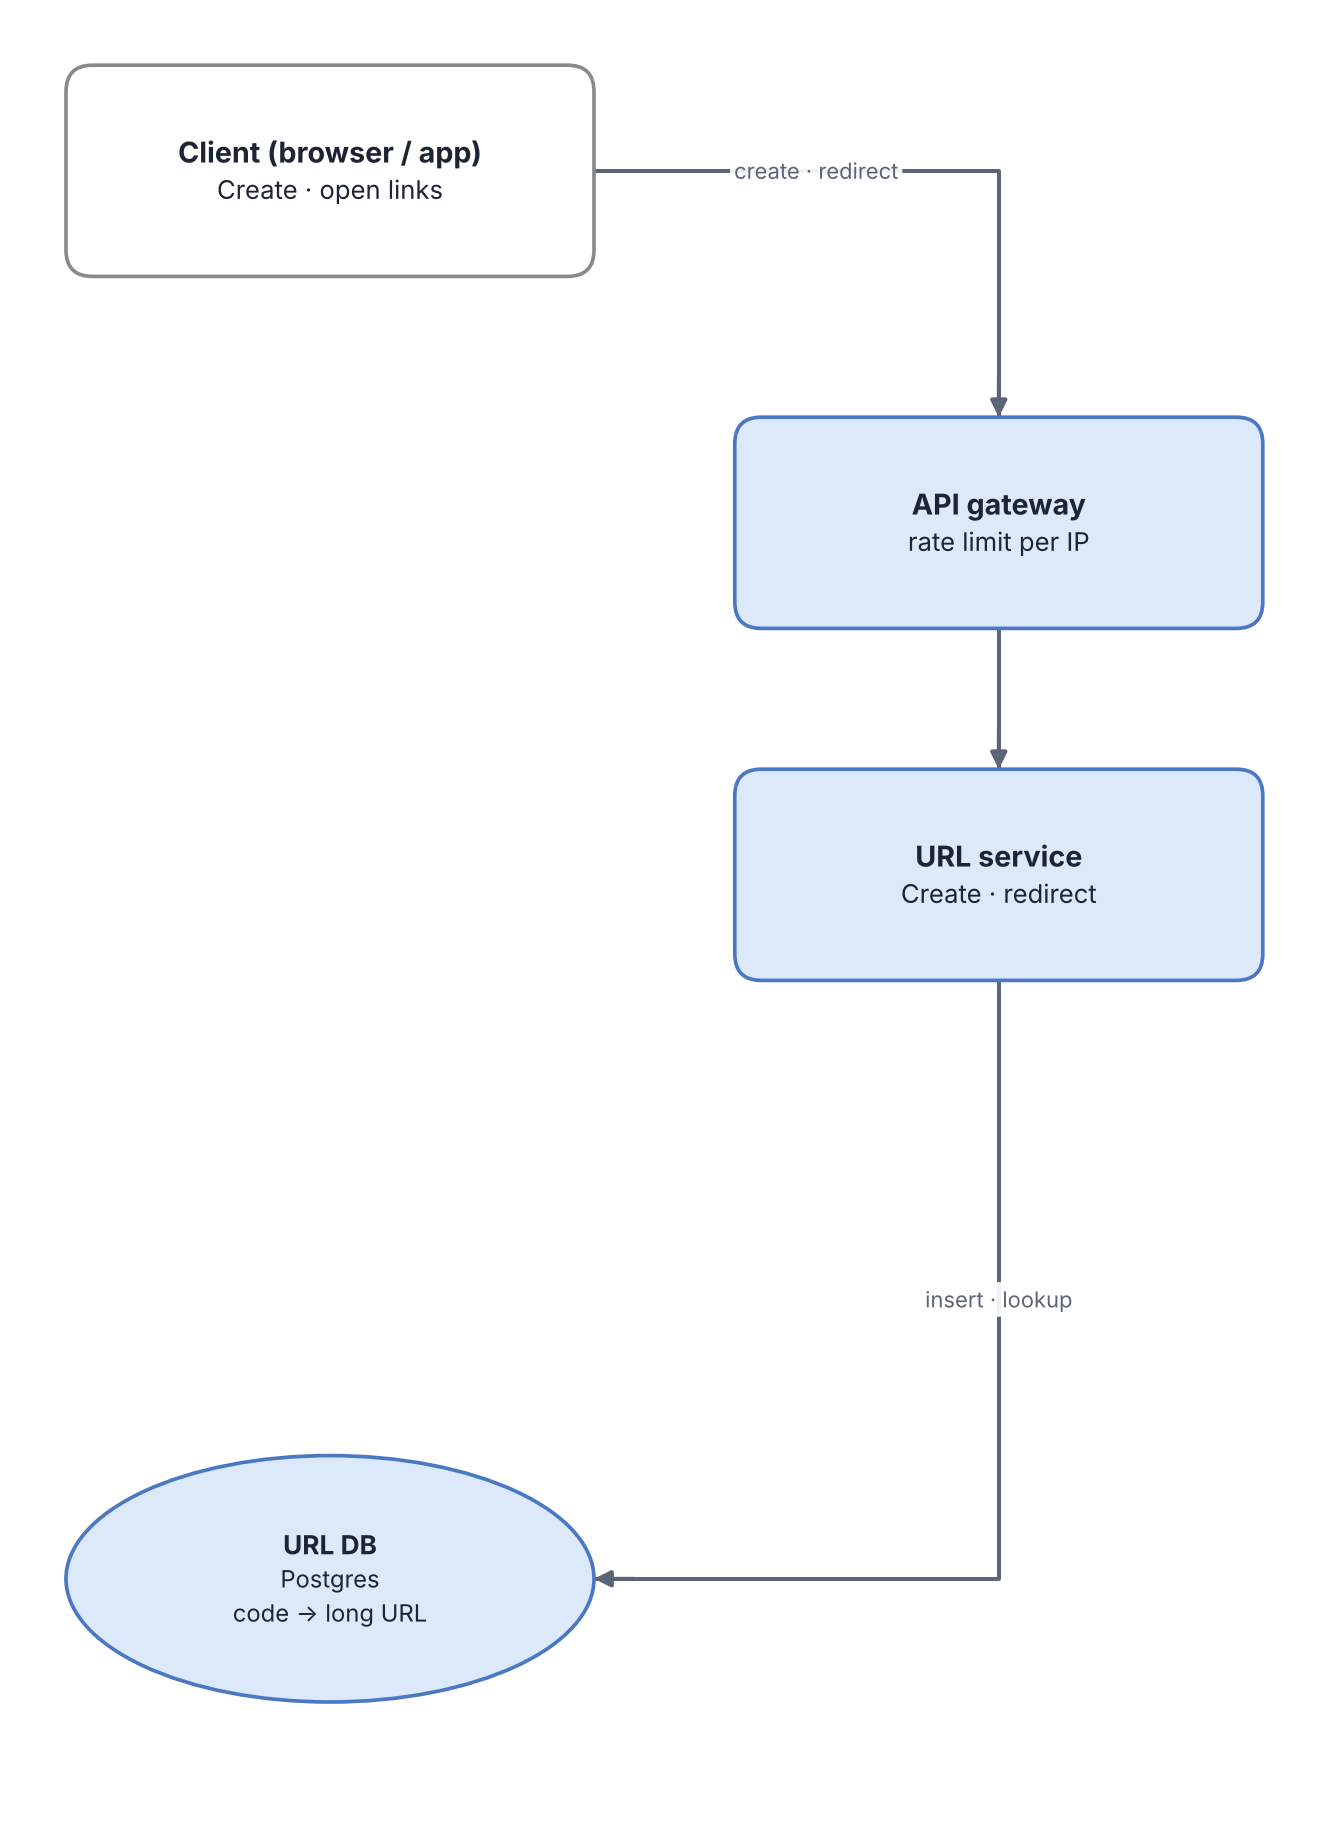 Client (browser / app)
Create · open links
create · redirect
API gateway
rate limit per IP
URL service
Create · redirect
insert · lookup
URL DB
Postgres
code → long URL